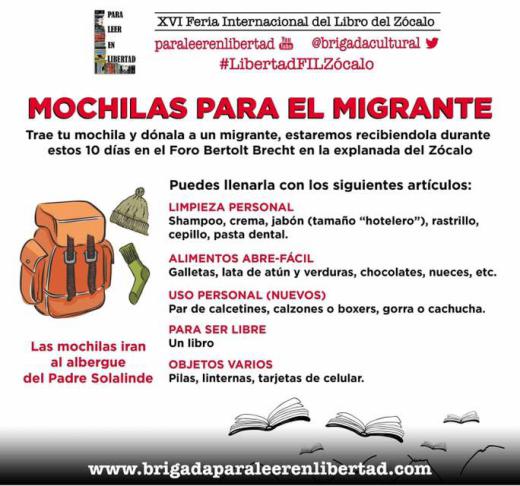 PARA
LEER
EN
LIBERTAD
XVI Feria Internacional del Libro del Zócalo
paraleerenlibertad You Tube @brigadacultural
#LibertadFILZócalo
MOCHILAS PARA EL MIGRANTE
Trae tu mochila y dónala a un migrante, estaremos recibiendola durante
estos 10 días en el Foro Bertolt Brecht en la explanada del Zócalo
Puedes llenarla con los siguientes artículos:
LIMPIEZA PERSONAL
Shampoo, crema, jabón (tamaño “hotelero”), rastrillo,
cepillo, pasta dental.
ALIMENTOS ABRE-FÁCIL
Galletas, lata de atún y verduras, chocolates, nueces, etc.
USO PERSONAL (NUEVOS)
Par de calcetines, calzones o boxers, gorra o cachucha.
PARA SER LIBRE
Un libro
OBJETOS VARIOS
Pilas, linternas, tarjetas de celular.
Las mochilas iran
al albergue
del Padre Solalinde
www.brigadaparaleerenlibertad.com